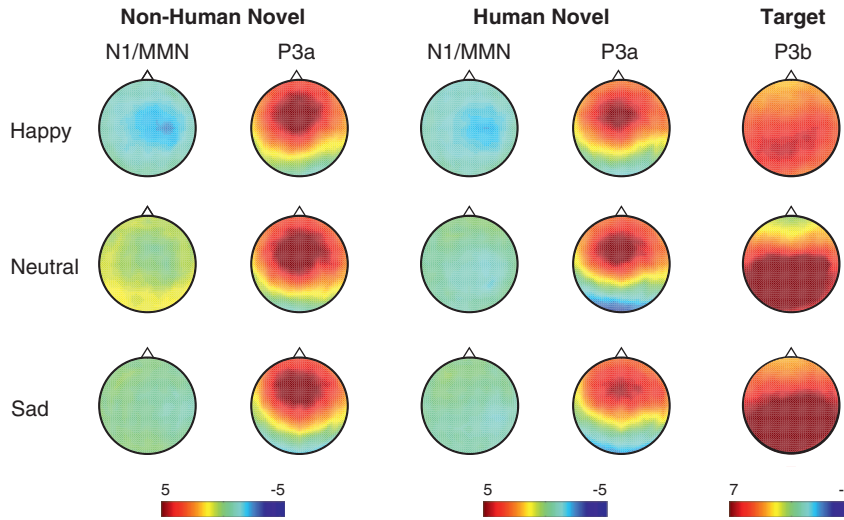 Non-Human Novel Human Novel Target
N1/MMN P3a N1/MMN P3a P3b
Happy
Neutral
Sad
5 -5 5 -5 7 -